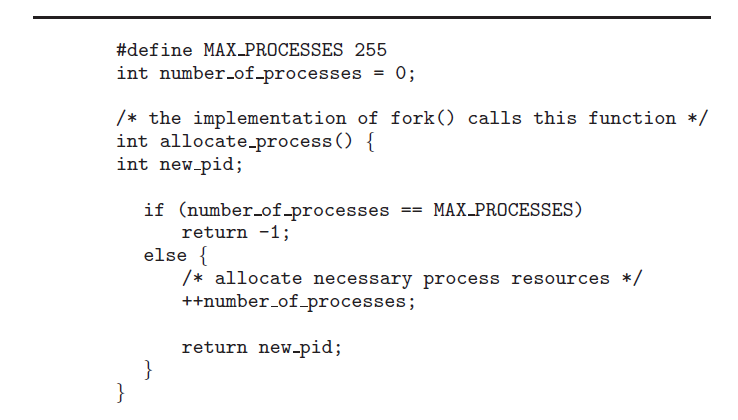 #define MAX_PROCESSES 255
int number_of_processes = 0;
/* the implementation of fork() calls this function */
int allocate_process() {
int new_pid;
if (number_of_processes == MAX_PROCESSES)
return -1;
else {
/* allocate necessary process resources */
++number_of_processes;
return new_pid;
}
}